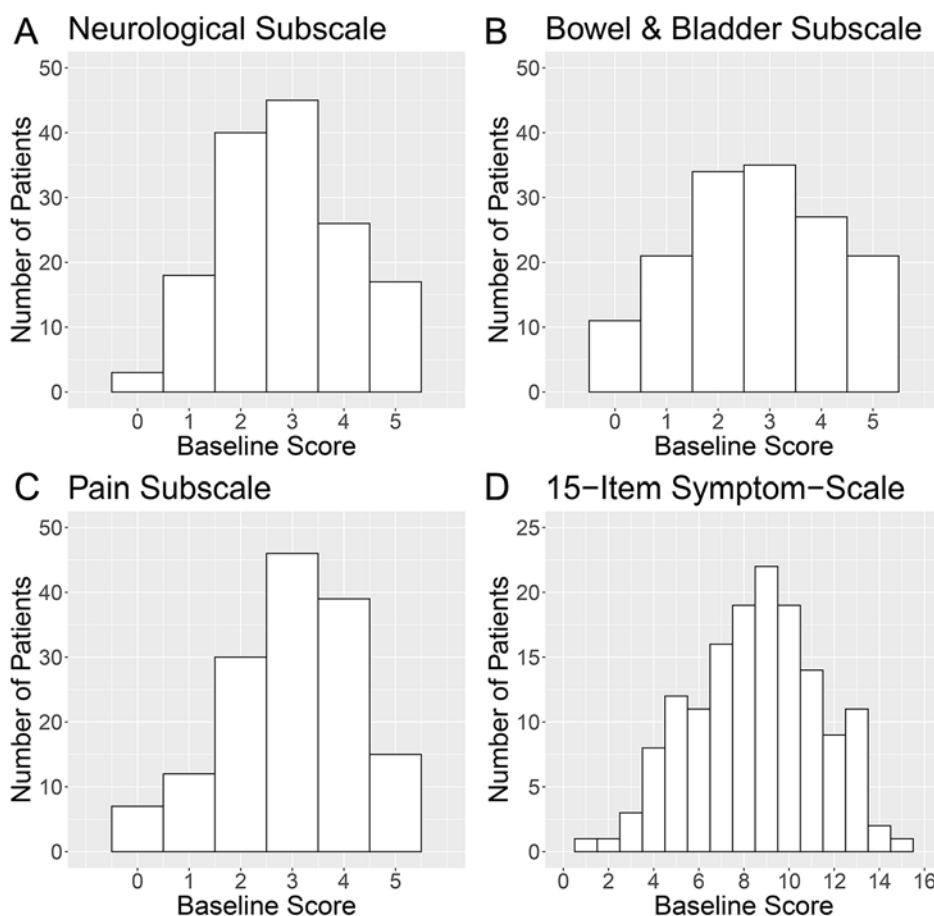 A Neurological Subscale
50
40
30
20
10
0
Number of Patients
0 1 2 3 4 5
Baseline Score
B Bowel & Bladder Subscale
50
40
30
20
10
0
Number of Patients
0 1 2 3 4 5
Baseline Score
C Pain Subscale
50
40
30
20
10
0
Number of Patients
0 1 2 3 4 5
Baseline Score
D 15−Item Symptom−Scale
25
20
15
10
5
0
Number of Patients
0 2 4 6 8 10 12 14 16
Baseline Score